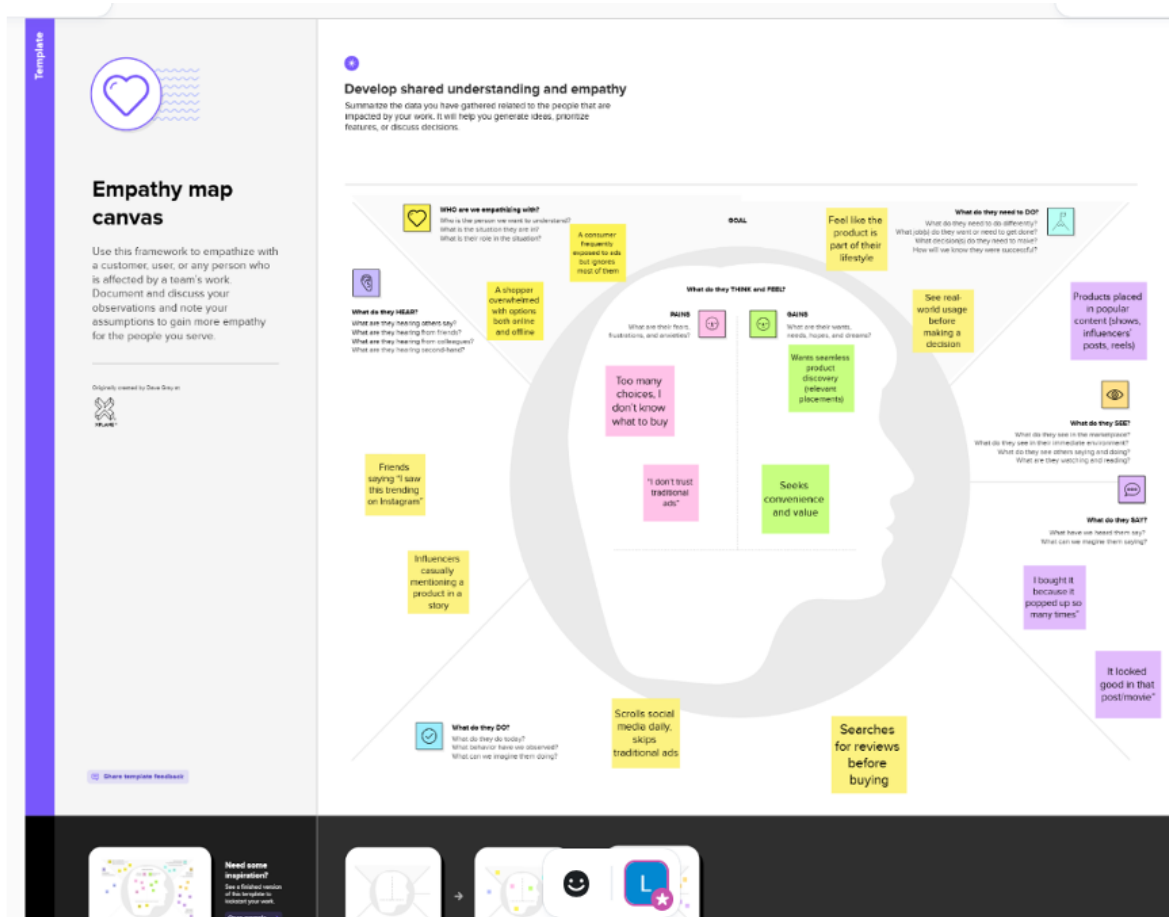 Template
Empathy map
canvas
Use this framework to empathize with
a customer, user, or any person who
is affected by a team's work.
Document and discuss your
observations and note your
assumptions to gain more empathy
for the people you serve.
Originally created by Dave Gray at
XPLANE
Share template feedback
Develop shared understanding and empathy
Summarize the data you have gathered related to the people that are
impacted by your work. It will help you generate ideas, prioritize
features, or discuss decisions.
WHO are we empathizing with?
Who is the person we want to understand?
What is the situation they are in?
What is their role in the situation?
A consumer
frequently
exposed to ads
but ignores
most of them
A shopper
overwhelmed
with options
both online
and offline
GOAL
Feel like the
product is
part of their
lifestyle
What do they need to DO?
What do they need to do differently?
What job(s) do they want or need to get done?
What decision(s) do they need to make?
How will we know they were successful?
See real-
world usage
before
making a
decision
What do they HEAR?
What are they hearing others say?
What are they hearing from friends?
What are they hearing from colleagues?
What are they hearing second-hand?
Friends
saying "I saw
this trending
on Instagram"
Influencers
casually
mentioning a
product in a
story
What do they THINK and FEEL?
PAINS
What are their fears,
frustrations, and anxieties?
Too many
choices, I
don't know
what to buy
"I don't trust
traditional
ads"
GAINS
What are their wants,
needs, hopes, and dreams?
Wants seamless
product
discovery
(relevant
placements)
Seeks
convenience
and value
Products placed
in popular
content (shows,
influencers'
posts, reels)
What do they SEE?
What do they see in the marketplace?
What do they see in their immediate environment?
What do they see others saying and doing?
What are they watching and reading?
What do they SAY?
What have we heard them say?
What can we imagine them saying?
I bought it
because it
popped up so
many times"
It looked
good in that
post/movie"
What do they DO?
What do they do today?
What behavior have we observed?
What can we imagine them doing?
Scrolls social
media daily,
skips
traditional ads
Searches
for reviews
before
buying
Need some
inspiration?
See a finished version
of this template to
kickstart your work.
L